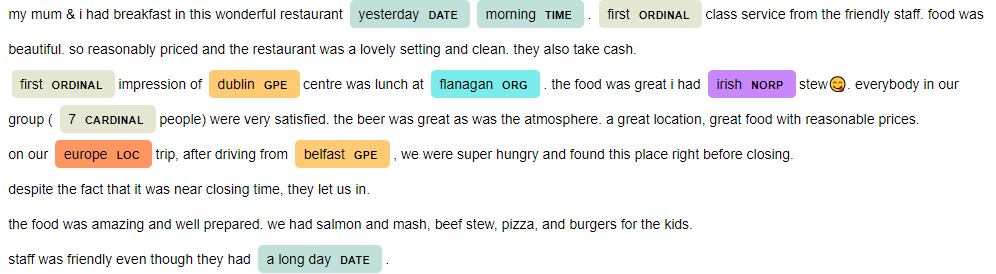 my mum & i had breakfast in this wonderful restaurant yesterday DATE morning TIME . first ORDINAL class service from the friendly staff. food was
beautiful. so reasonably priced and the restaurant was a lovely setting and clean. they also take cash.
first ORDINAL impression of dublin GPE centre was lunch at flanagan ORG . the food was great i had irish NORP stew😋. everybody in our
group ( 7 CARDINAL people) were very satisfied. the beer was great as was the atmosphere. a great location, great food with reasonable prices.
on our europe LOC trip, after driving from belfast GPE , we were super hungry and found this place right before closing.
despite the fact that it was near closing time, they let us in.
the food was amazing and well prepared. we had salmon and mash, beef stew, pizza, and burgers for the kids.
staff was friendly even though they had a long day DATE .